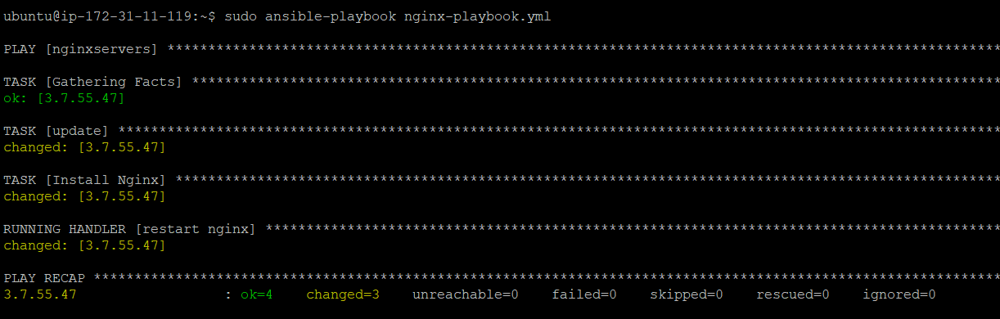 ubuntu@ip-172-31-11-119:~$ sudo ansible-playbook nginx-playbook.yml
PLAY [nginxservers] ******************************************************************************************************
TASK [Gathering Facts] ***************************************************************************************************
ok: [3.7.55.47]
TASK [update] ************************************************************************************************************
changed: [3.7.55.47]
TASK [Install Nginx] *****************************************************************************************************
changed: [3.7.55.47]
RUNNING HANDLER [restart nginx] ******************************************************************************************
changed: [3.7.55.47]
PLAY RECAP ***************************************************************************************************************
3.7.55.47                  : ok=4    changed=3    unreachable=0    failed=0    skipped=0    rescued=0    ignored=0